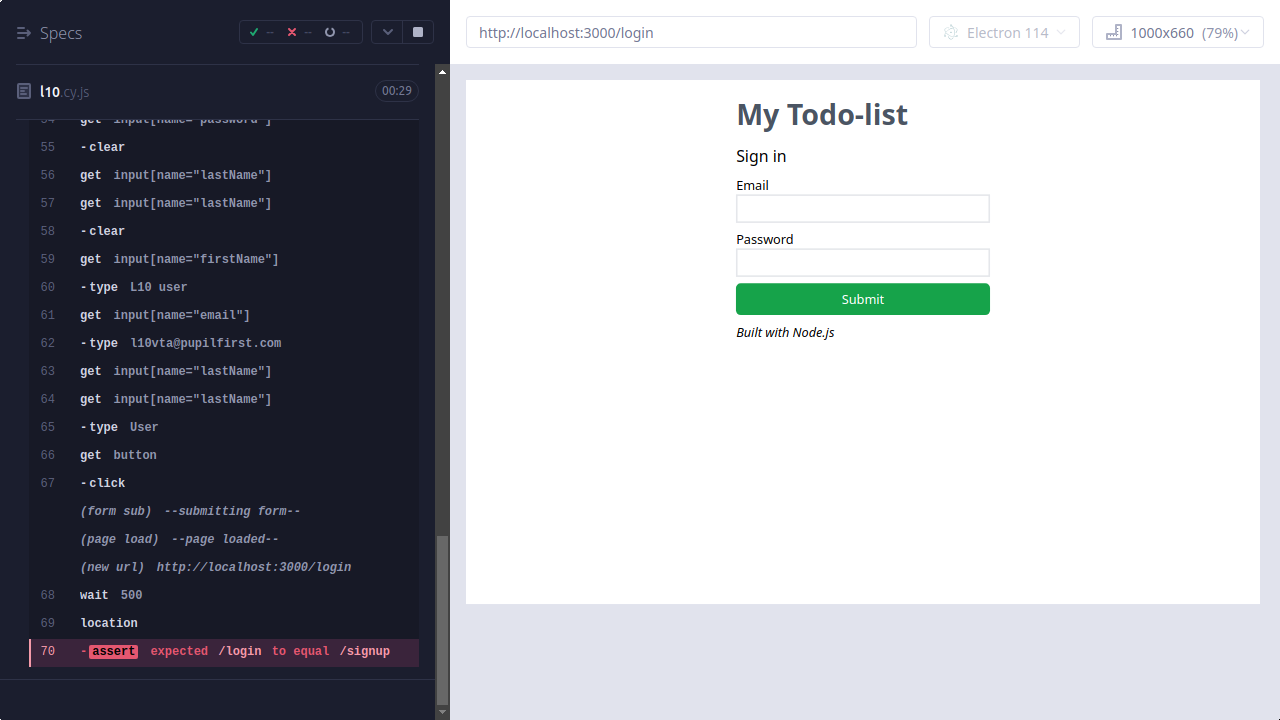 Specs
--
--
--
l10.cy.js
00:29
54 get input[name="password"]
55 -clear
56 get input[name="lastName"]
57 get input[name="lastName"]
58 -clear
59 get input[name="firstName"]
60 -type L10 user
61 get input[name="email"]
62 -type l10vta@pupilfirst.com
63 get input[name="lastName"]
64 get input[name="lastName"]
65 -type User
66 get button
67 -click
(form sub) --submitting form--
(page load) --page loaded--
(new url) http://localhost:3000/login
68 wait 500
69 location
70 -assert expected /login to equal /signup
http://localhost:3000/login
Electron 114
1000x660 (79%)
My Todo-list
Sign in
Email
Password
Submit
Built with Node.js